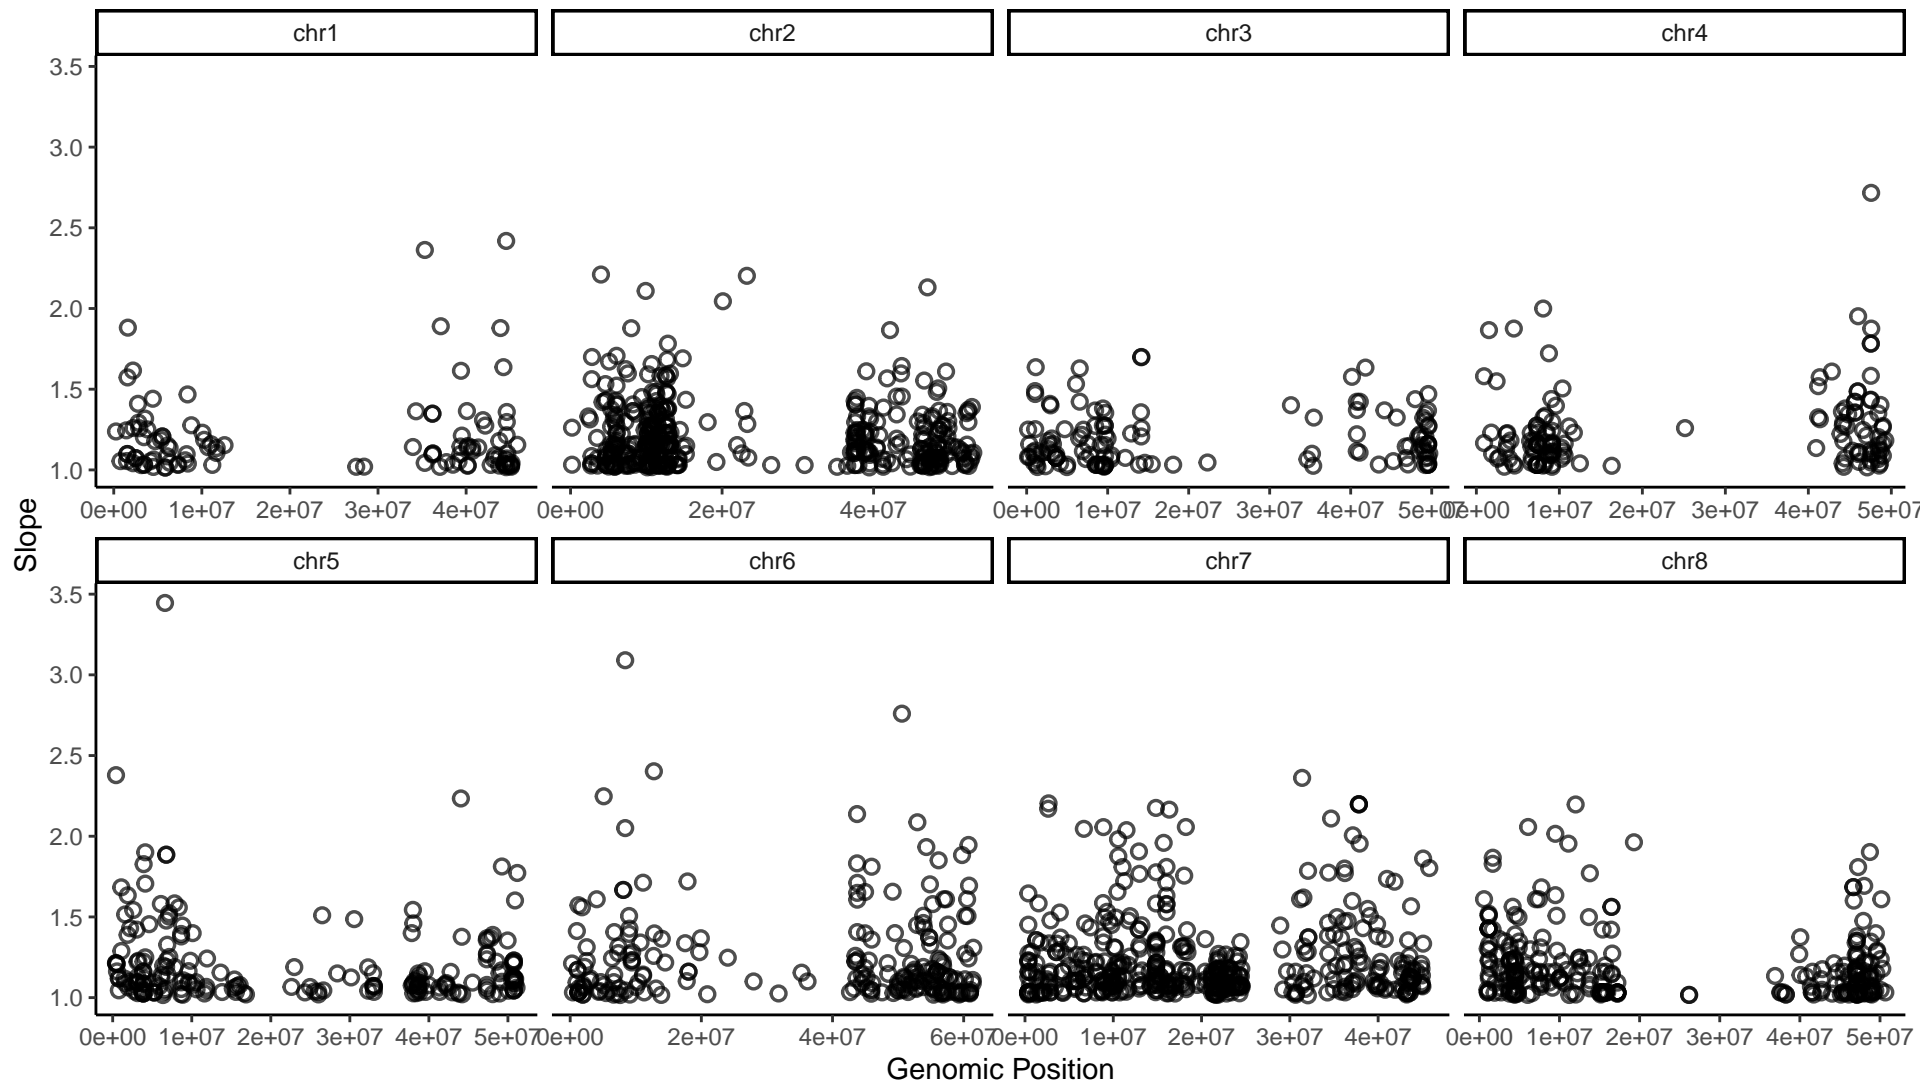 chr1 chr2 chr3 chr4
3.5
3.0
2.5
2.0
1.5
1.0
0e+00 1e+07 2e+07 3e+07 4e+07 0e+00 2e+07 4e+07 0e+00 1e+07 2e+07 3e+07 4e+07 5e+07 0e+00 1e+07 2e+07 3e+07 4e+07 5e+07
Slope
chr5 chr6 chr7 chr8
3.5
3.0
2.5
2.0
1.5
1.0
0e+00 1e+07 2e+07 3e+07 4e+07 5e+07 0e+00 2e+07 4e+07 6e+07 0e+00 1e+07 2e+07 3e+07 4e+07 0e+00 1e+07 2e+07 3e+07 4e+07 5e+07
Genomic Position